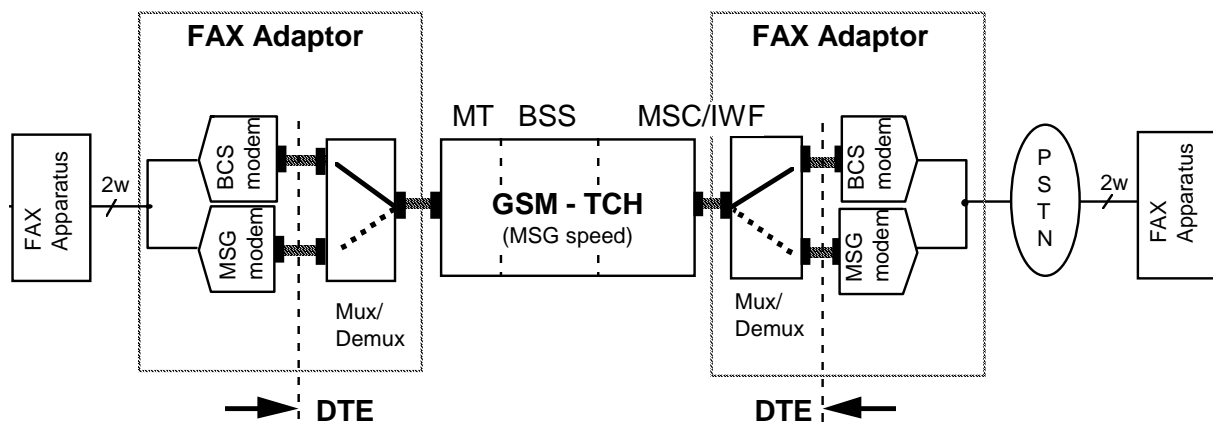 FAX Adaptor
FAX Adaptor
MT BSS MSC/IWF
FAX
Apparatus
2w
BCS
modem
MSG
modem
Mux/
Demux
GSM - TCH
(MSG speed)
Mux/
Demux
BCS
modem
MSG
modem
PSTN
2w
FAX
Apparatus
DTE
DTE